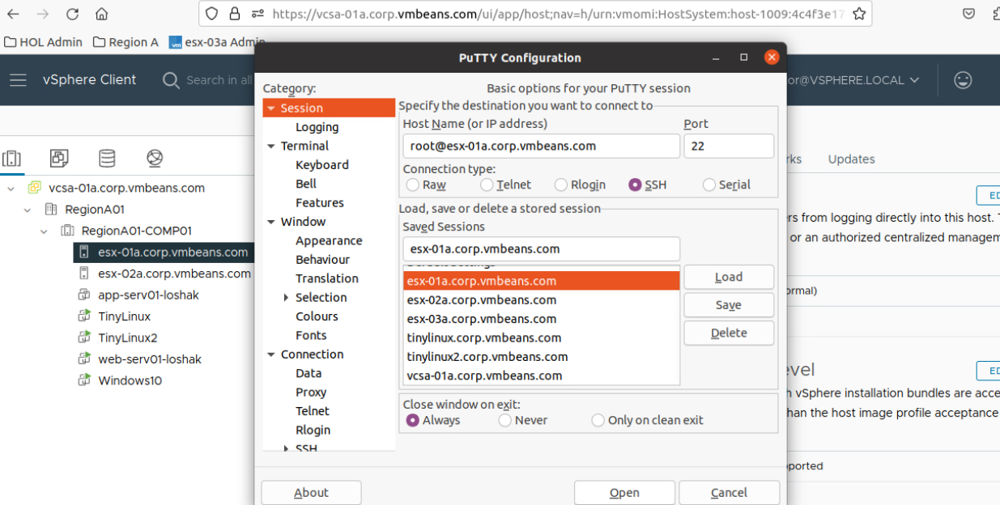 https://vcsa-01a.corp.vmbeans.com/ui/app/host;nav=h/urn:vmomi:HostSystem:host-1009:4c4f3e17
HOL Admin Region A esx-03a Admin
vSphere Client
Search in all
or@VSPHERE.LOCAL
PuTTY Configuration
Category:
Session
Logging
Terminal
Keyboard
Bell
Features
Window
Appearance
Behaviour
Translation
Selection
Colours
Fonts
Connection
Data
Proxy
Telnet
Rlogin
SSH
Basic options for your PuTTY session
Specify the destination you want to connect to
Host Name (or IP address) Port
root@esx-01a.corp.vmbeans.com 22
Connection type:
Raw Telnet Rlogin SSH Serial
Load, save or delete a stored session
Saved Sessions
esx-01a.corp.vmbeans.com
esx-01a.corp.vmbeans.com
esx-02a.corp.vmbeans.com
esx-03a.corp.vmbeans.com
tinylinux.corp.vmbeans.com
tinylinux2.corp.vmbeans.com
vcsa-01a.corp.vmbeans.com
Load
Save
Delete
Close window on exit:
Always Never Only on clean exit
About Open Cancel
vcsa-01a.corp.vmbeans.com
RegionA01
RegionA01-COMP01
esx-01a.corp.vmbeans.com
esx-02a.corp.vmbeans.com
app-serv01-loshak
TinyLinux
TinyLinux2
web-serv01-loshak
Windows10
rks Updates
ED
rs from logging directly into this host.
or an authorized centralized managem
ormal)
evel
ED
vSphere installation bundles are acce
han the host image profile acceptance
pported